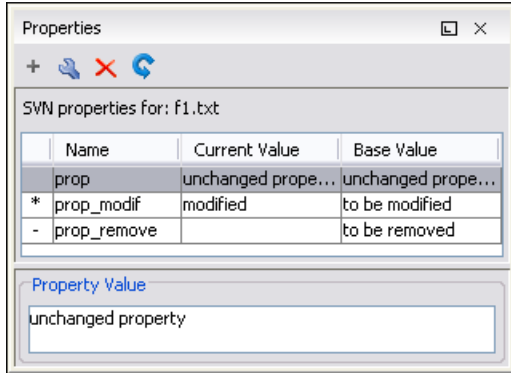 Properties
SVN properties for: f1.txt
Name Current Value Base Value
prop unchanged prope... unchanged prope...
* prop_modif modified to be modified
- prop_remove to be removed
Property Value
unchanged property